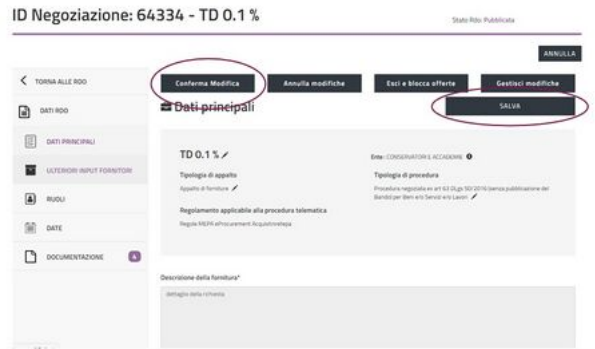 ID Negoziazione: 64334 - TD 0.1 %
Stato Rdo: Pubblicata
ANNULLA
TORNA ALLE RDO
Conferma Modifica
Annulla modifiche
Esci e blocca offerte
Gestisci modifiche
DATI RDO
Dati principali
SALVA
DATI PRINCIPALI
ULTERIORI INPUT FORNITORI
RUOLI
DATE
DOCUMENTAZIONE
TD 0.1 %
Ente: CONSERVATORI E ACCADEMIE
Tipologia di appalto
Tipologia di procedura
Appalto di forniture
Procedura negoziata ex art 63 DLgs 50/2016 (senza pubblicazione del
Bando) per Beni e/o Servizi e/o Lavori
Regolamento applicabile alla procedura telematica
Regole MEPA eProcurement Acquistinretepa
Descrizione della fornitura*
dettaglio della richiesta